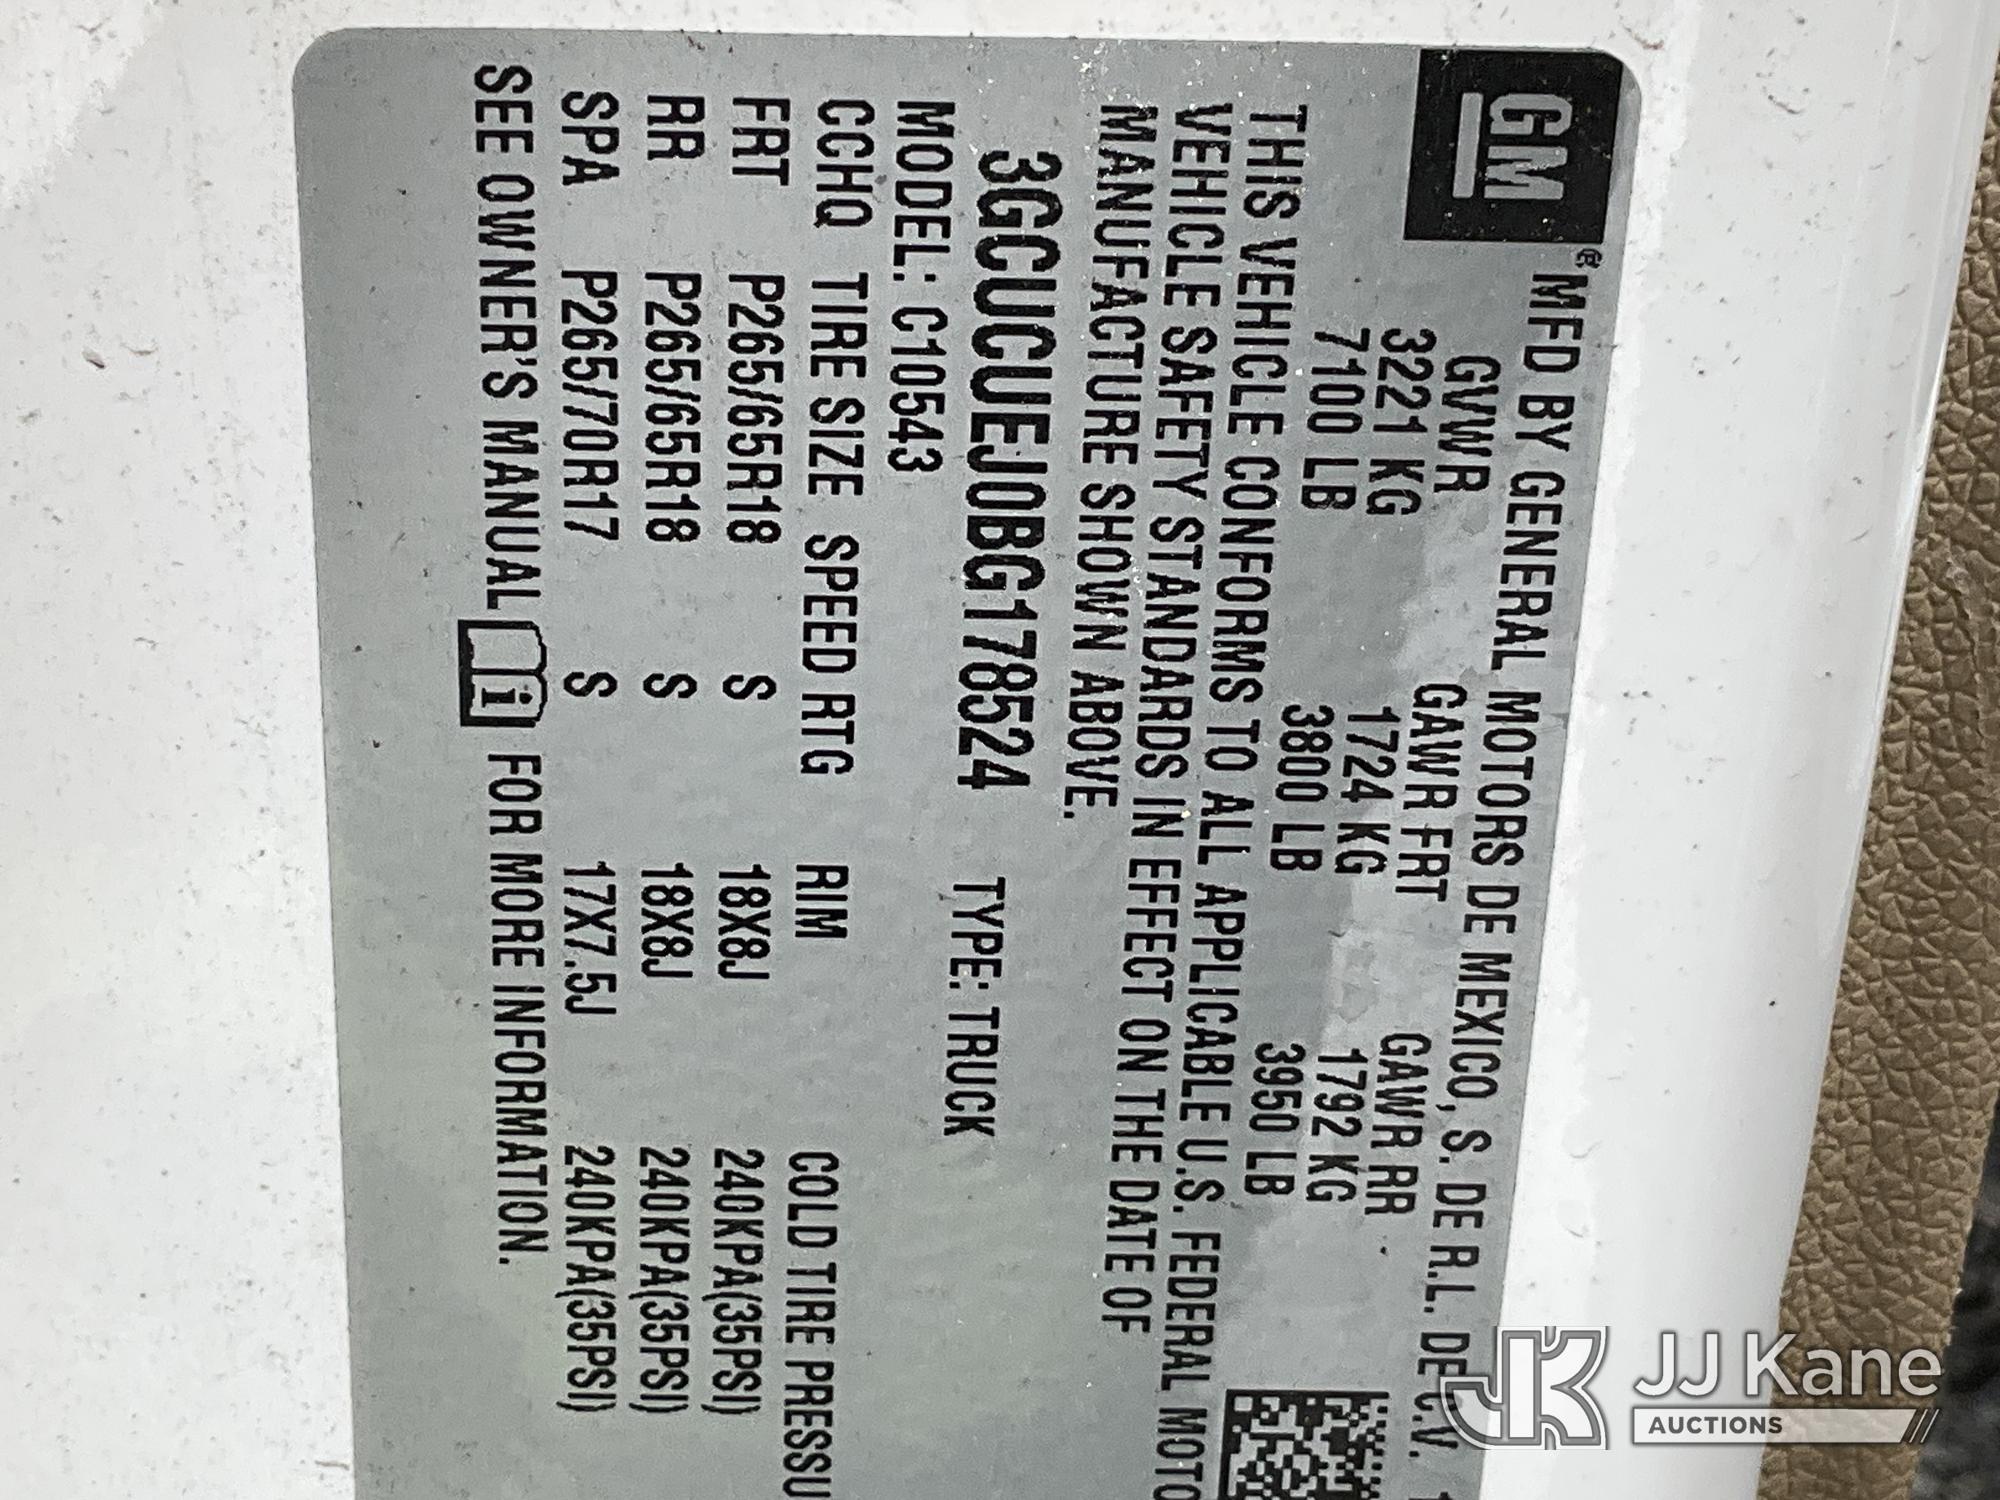 GM
® MFD BY GENERAL MOTORS DE MEXICO, S. DE R.L. DE C.V.
GVWR GAWR FRT GAWR RR
3221 KG 1724 KG 1792 KG
7100 LB 3800 LB 3950 LB
THIS VEHICLE CONFORMS TO ALL APPLICABLE U.S. FEDERAL MOTO
VEHICLE SAFETY STANDARDS IN EFFECT ON THE DATE OF
MANUFACTURE SHOWN ABOVE.
3GCUCUEJ0BG178524 TYPE: TRUCK
MODEL: C10543
CCHQ TIRE SIZE SPEED RTG RIM COLD TIRE PRESSU
FRT P265/65R18 S 18X8J 240KPA(35PSI)
RR P265/65R18 S 18X8J 240KPA(35PSI)
SPA P265/70R17 S 17X7.5J 240KPA(35PSI)
SEE OWNER'S MANUAL i FOR MORE INFORMATION.
JK JJ Kane
AUCTIONS